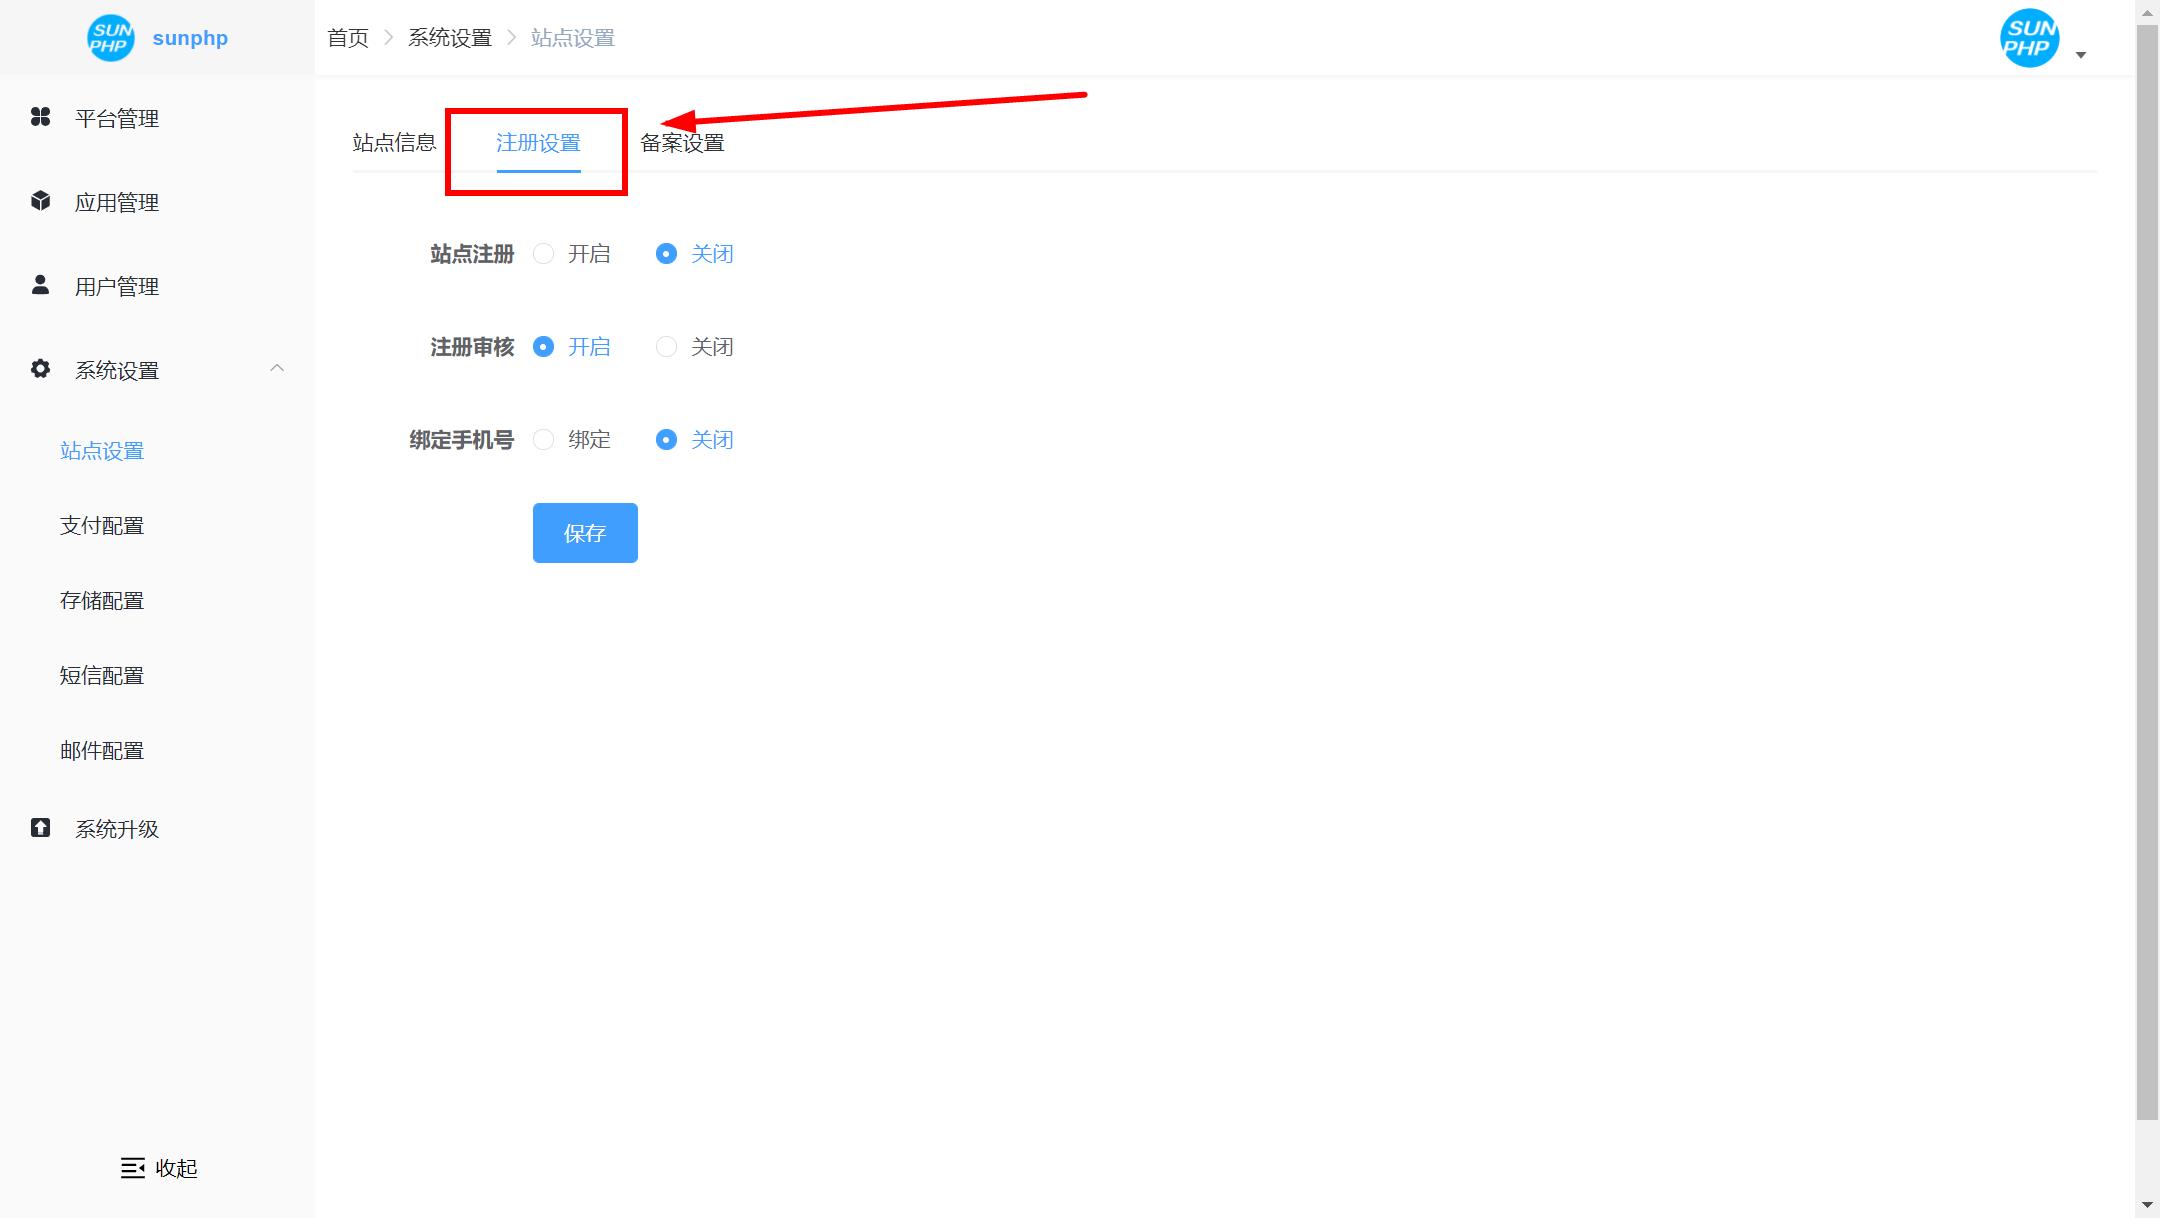 SUN
PHP
sunphp
首页
系统设置
站点设置
SUN
PHP
平台管理
应用管理
用户管理
系统设置
站点设置
支付配置
存储配置
短信配置
邮件配置
系统升级
收起
站点信息
注册设置
备案设置
站点注册 开启 关闭
注册审核 开启 关闭
绑定手机号 绑定 关闭
保存